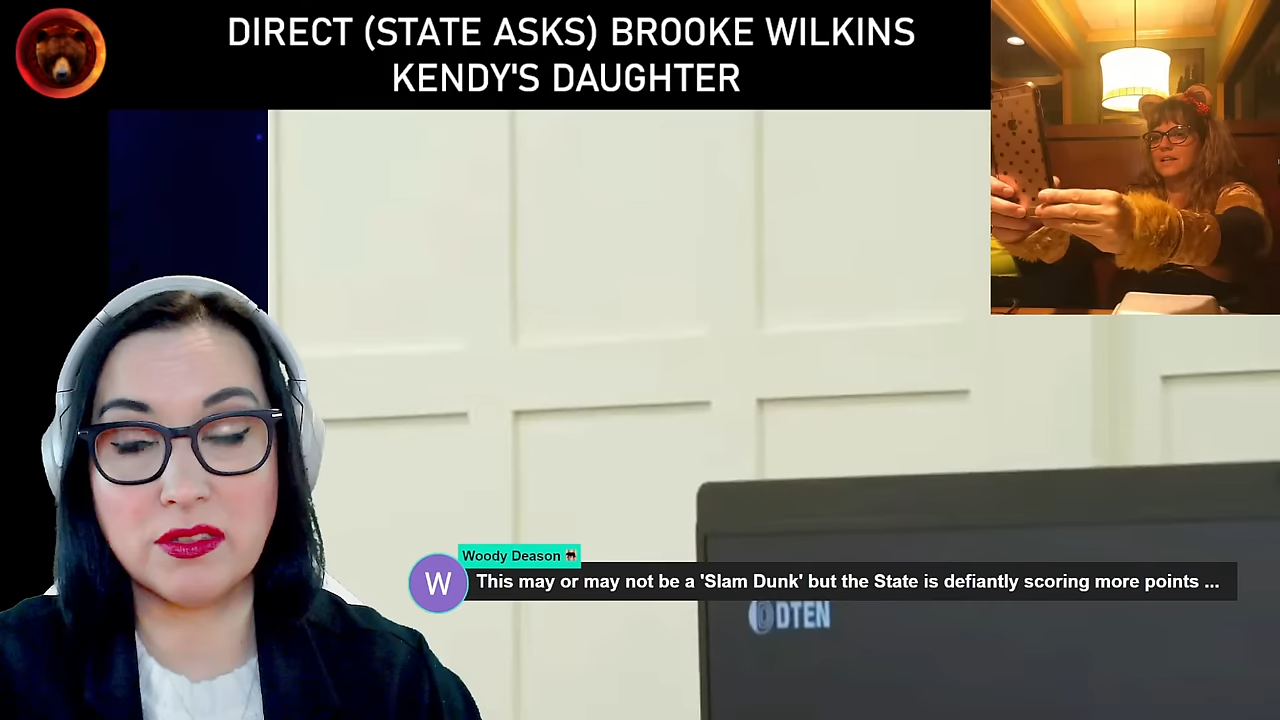 DIRECT (STATE ASKS) BROOKE WILKINS
KENDY'S DAUGHTER
Woody Deason
W
This may or may not be a 'Slam Dunk' but the State is defiantly scoring more points ...
DTEN